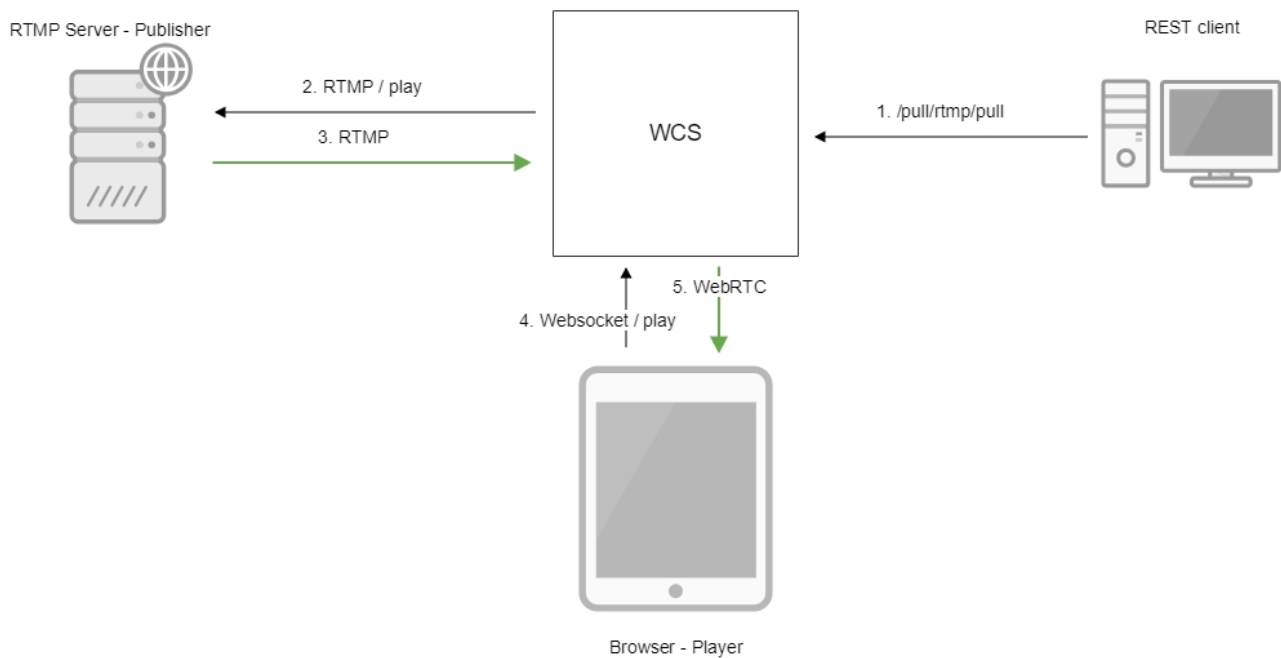 RTMP Server - Publisher
REST client
2. RTMP / play
1. /pull/rtmp/pull
3. RTMP
WCS
5. WebRTC
4. Websocket / play
Browser - Player